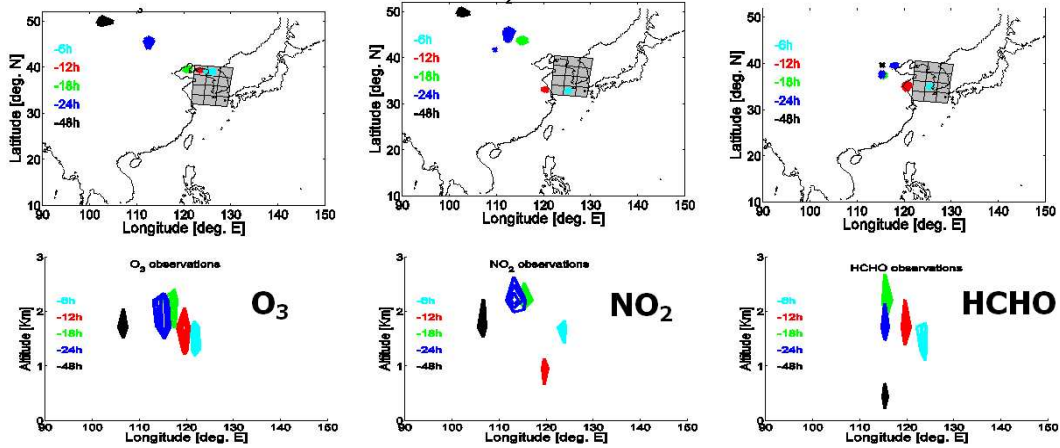 -6h
-12h
-18h
-24h
-48h
Latitude [deg. N]
50
40
30
20
10
90 100 110 120 130 140 150
Longitude [deg. E]
2
-6h
-12h
-18h
-24h
-48h
Latitude [deg. N]
50
40
30
20
10
90 100 110 120 130 140 150
Longitude [deg. E]
-6h
-12h
-18h
-24h
-48h
Latitude [deg. N]
50
40
30
20
10
90 100 110 120 130 140 150
Longitude [deg. E]
O3 observations
O3
-6h
-12h
-18h
-24h
-48h
Altitude [Km]
3
2
1
0
90 100 110 120 130 140 150
Longitude [deg. E]
NO2 observations
NO2
-6h
-12h
-18h
-24h
-48h
Altitude [Km]
3
2
1
0
90 100 110 120 130 140 150
Longitude [deg. E]
HCHO observations
HCHO
-6h
-12h
-18h
-24h
-48h
Altitude [Km]
3
2
1
0
90 100 110 120 130 140 150
Longitude [deg. E]